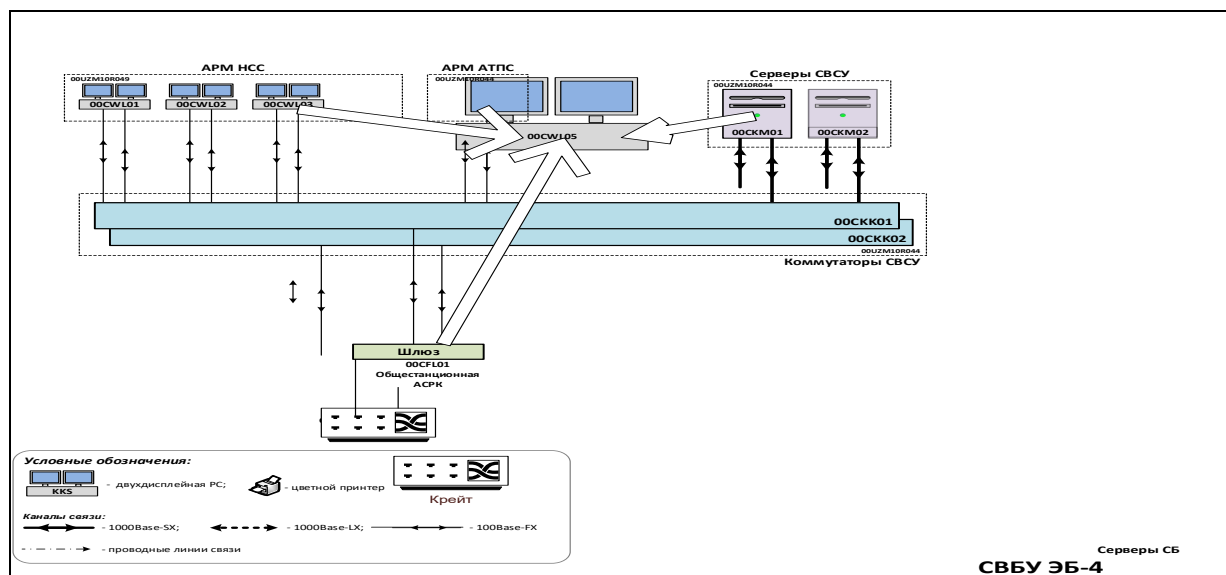 АРМ НСС
АРМ АТПС
Серверы СВСУ
00UZM10R049
00UZM10R044
00UZM10R044
00CWL01
00CWL02
00CWL03
00CWL05
00CKM01
00CKM02
00CKK01
00CKK02
00UZM10R044
Коммутаторы СВСУ
Шлюз
00CFL01
Общестанционная
АСРК
Условные обозначения:
KKS
- двухдисплейная PC;
- цветной принтер
Крейт
Каналы связи:
- 1000Base-SX;
- 1000Base-LX;
- 100Base-FX
- проводные линии связи
Серверы СБ
СВБУ ЭБ-4